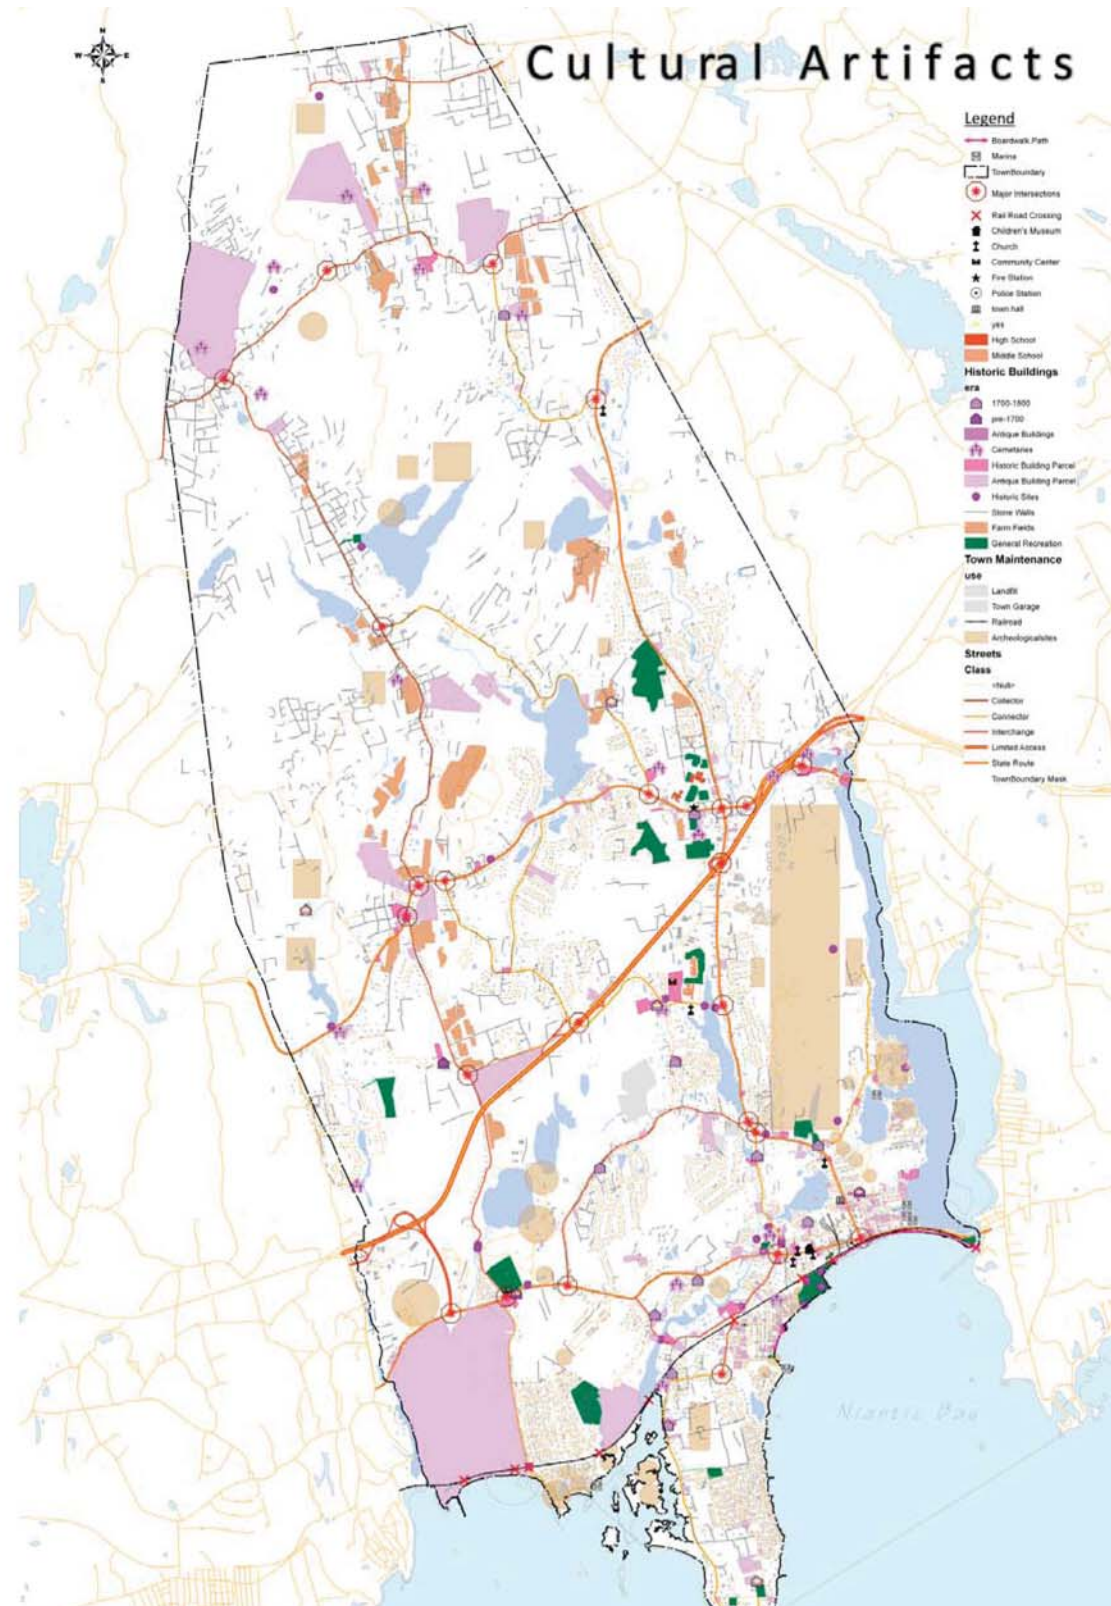 N
W E
S
Cultural Artifacts
Legend
Boardwalk Path
Marina
TownBoundary
Major Intersections
Rail Road Crossing
Children's Museum
Church
Community Center
Fire Station
Police Station
town hall
yes
High School
Middle School
Historic Buildings
era
1700-1800
pre-1700
Antique Buildings
Cemetaries
Historic Building Parcel
Antique Building Parcel
Historic Sites
Stone Walls
Farm Fields
General Recreation
Town Maintenance
use
Landfill
Town Garage
Railroad
Archeologicalsites
Streets
Class
<Null>
Collector
Connector
Interchange
Limited Access
State Route
TownBoundary Mask
Niantic Bay